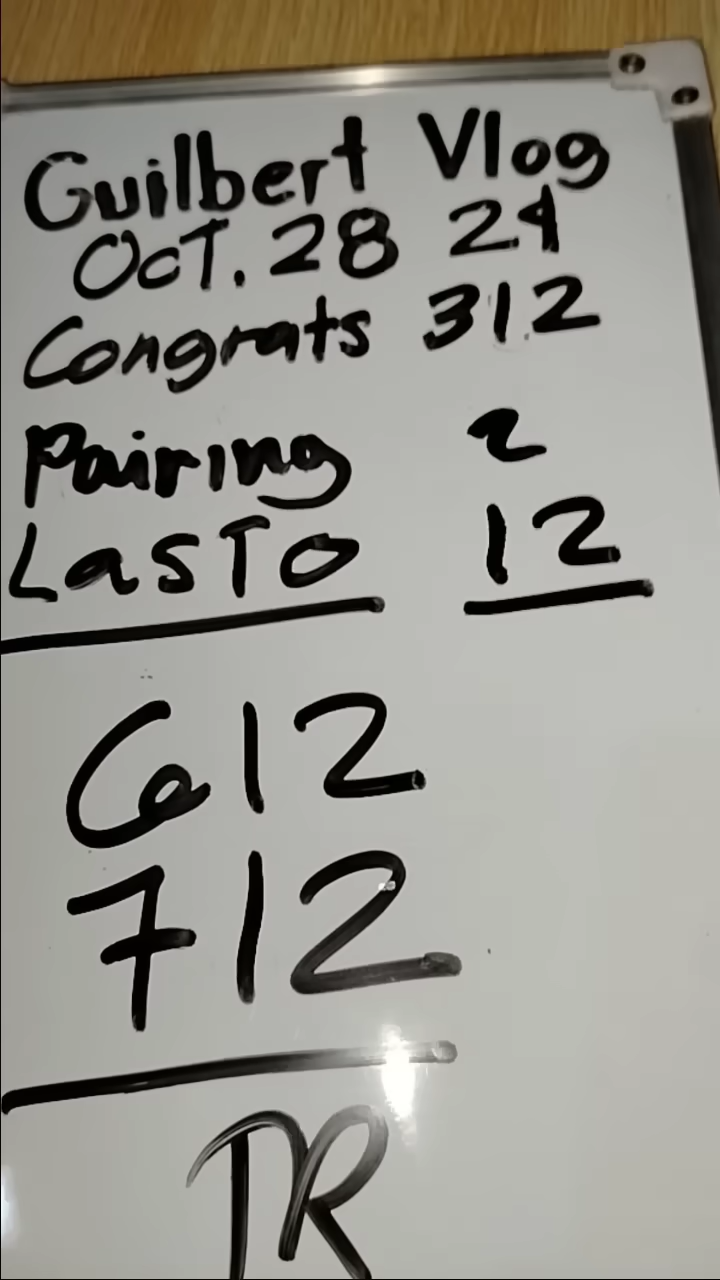 Guilbert Vlog
Oct. 28 24
Congrats 312
Pairing 2
LasTo 12
612
712
TR